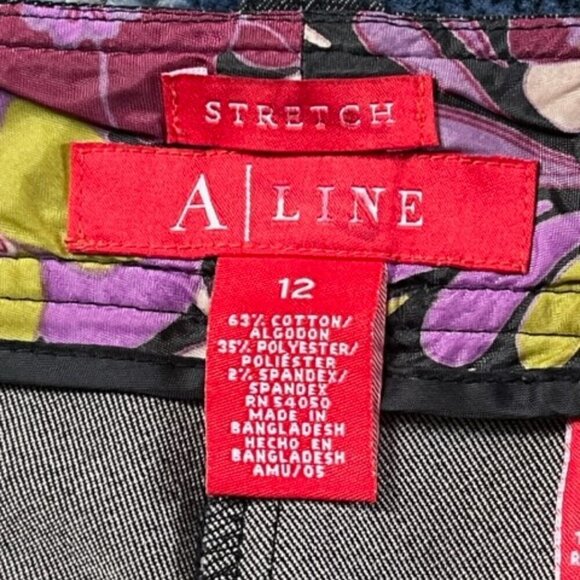 STRETCH
A|LINE
12
63% COTTON/
ALGODON
35% POLYESTER/
POLIÉSTER
2% SPANDEX/
SPANDEX
RN 54050
MADE IN
BANGLADESH
HECHO EN
BANGLADESH
AMU/05